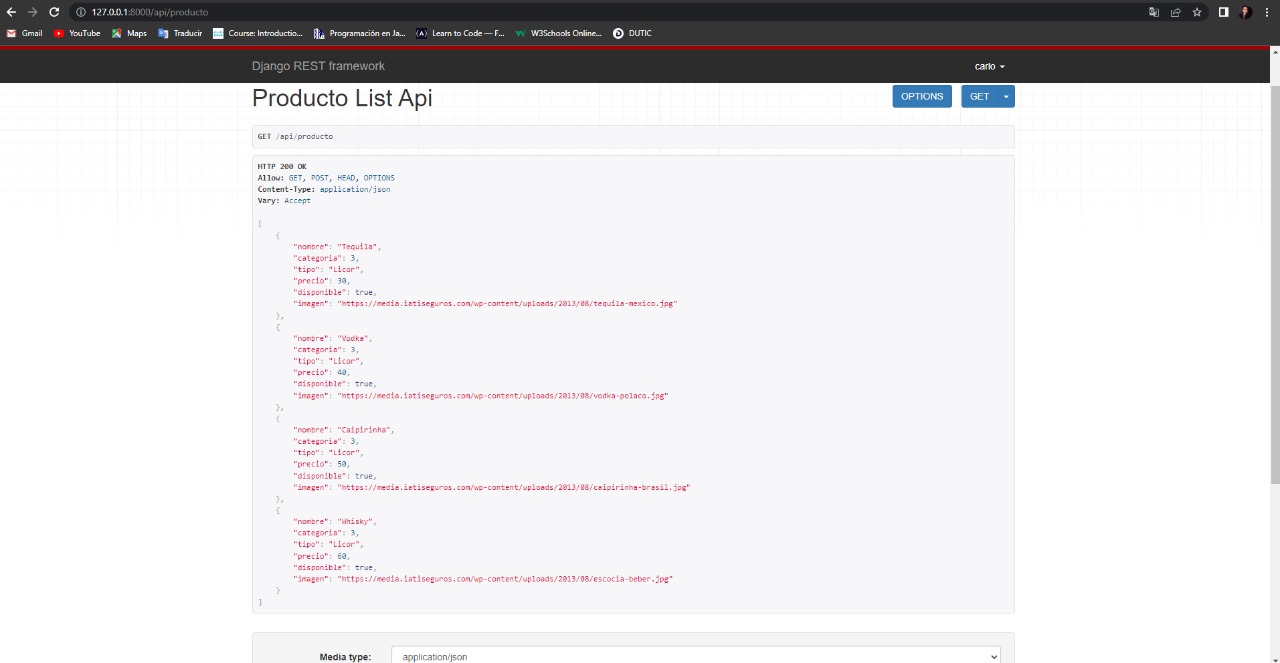 127.0.0.1:8000/api/producto
Gmail YouTube Maps Traducir Course: Introductio... Programación en Ja... Learn to Code — F... W3Schools Online... DUTIC
Django REST framework carlo
Producto List Api OPTIONS GET
GET /api/producto
HTTP 200 OK
Allow: GET, POST, HEAD, OPTIONS
Content-Type: application/json
Vary: Accept
[
{
"nombre": "Tequila",
"categoria": 3,
"tipo": "Licor",
"precio": 30,
"disponible": true,
"imagen": "https://media.iatiseguros.com/wp-content/uploads/2013/08/tequila-mexico.jpg"
},
{
"nombre": "Vodka",
"categoria": 3,
"tipo": "Licor",
"precio": 40,
"disponible": true,
"imagen": "https://media.iatiseguros.com/wp-content/uploads/2013/08/vodka-polaco.jpg"
},
{
"nombre": "Caipirinha",
"categoria": 3,
"tipo": "Licor",
"precio": 50,
"disponible": true,
"imagen": "https://media.iatiseguros.com/wp-content/uploads/2013/08/caipirinha-brasil.jpg"
},
{
"nombre": "Whisky",
"categoria": 3,
"tipo": "Licor",
"precio": 60,
"disponible": true,
"imagen": "https://media.iatiseguros.com/wp-content/uploads/2013/08/escocia-beber.jpg"
}
]
Media type: application/json